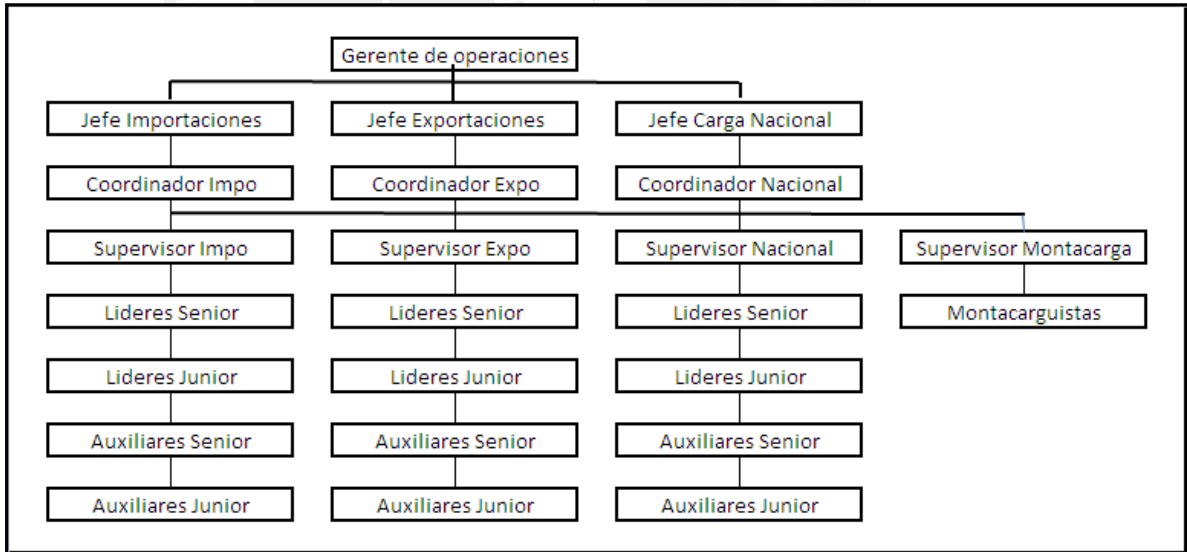 Gerente de operaciones
Jefe Importaciones
Jefe Exportaciones
Jefe Carga Nacional
Coordinador Impo
Coordinador Expo
Coordinador Nacional
Supervisor Impo
Supervisor Expo
Supervisor Nacional
Supervisor Montacarga
Lideres Senior
Lideres Senior
Lideres Senior
Montacarguistas
Lideres Junior
Lideres Junior
Lideres Junior
Auxiliares Senior
Auxiliares Senior
Auxiliares Senior
Auxiliares Junior
Auxiliares Junior
Auxiliares Junior